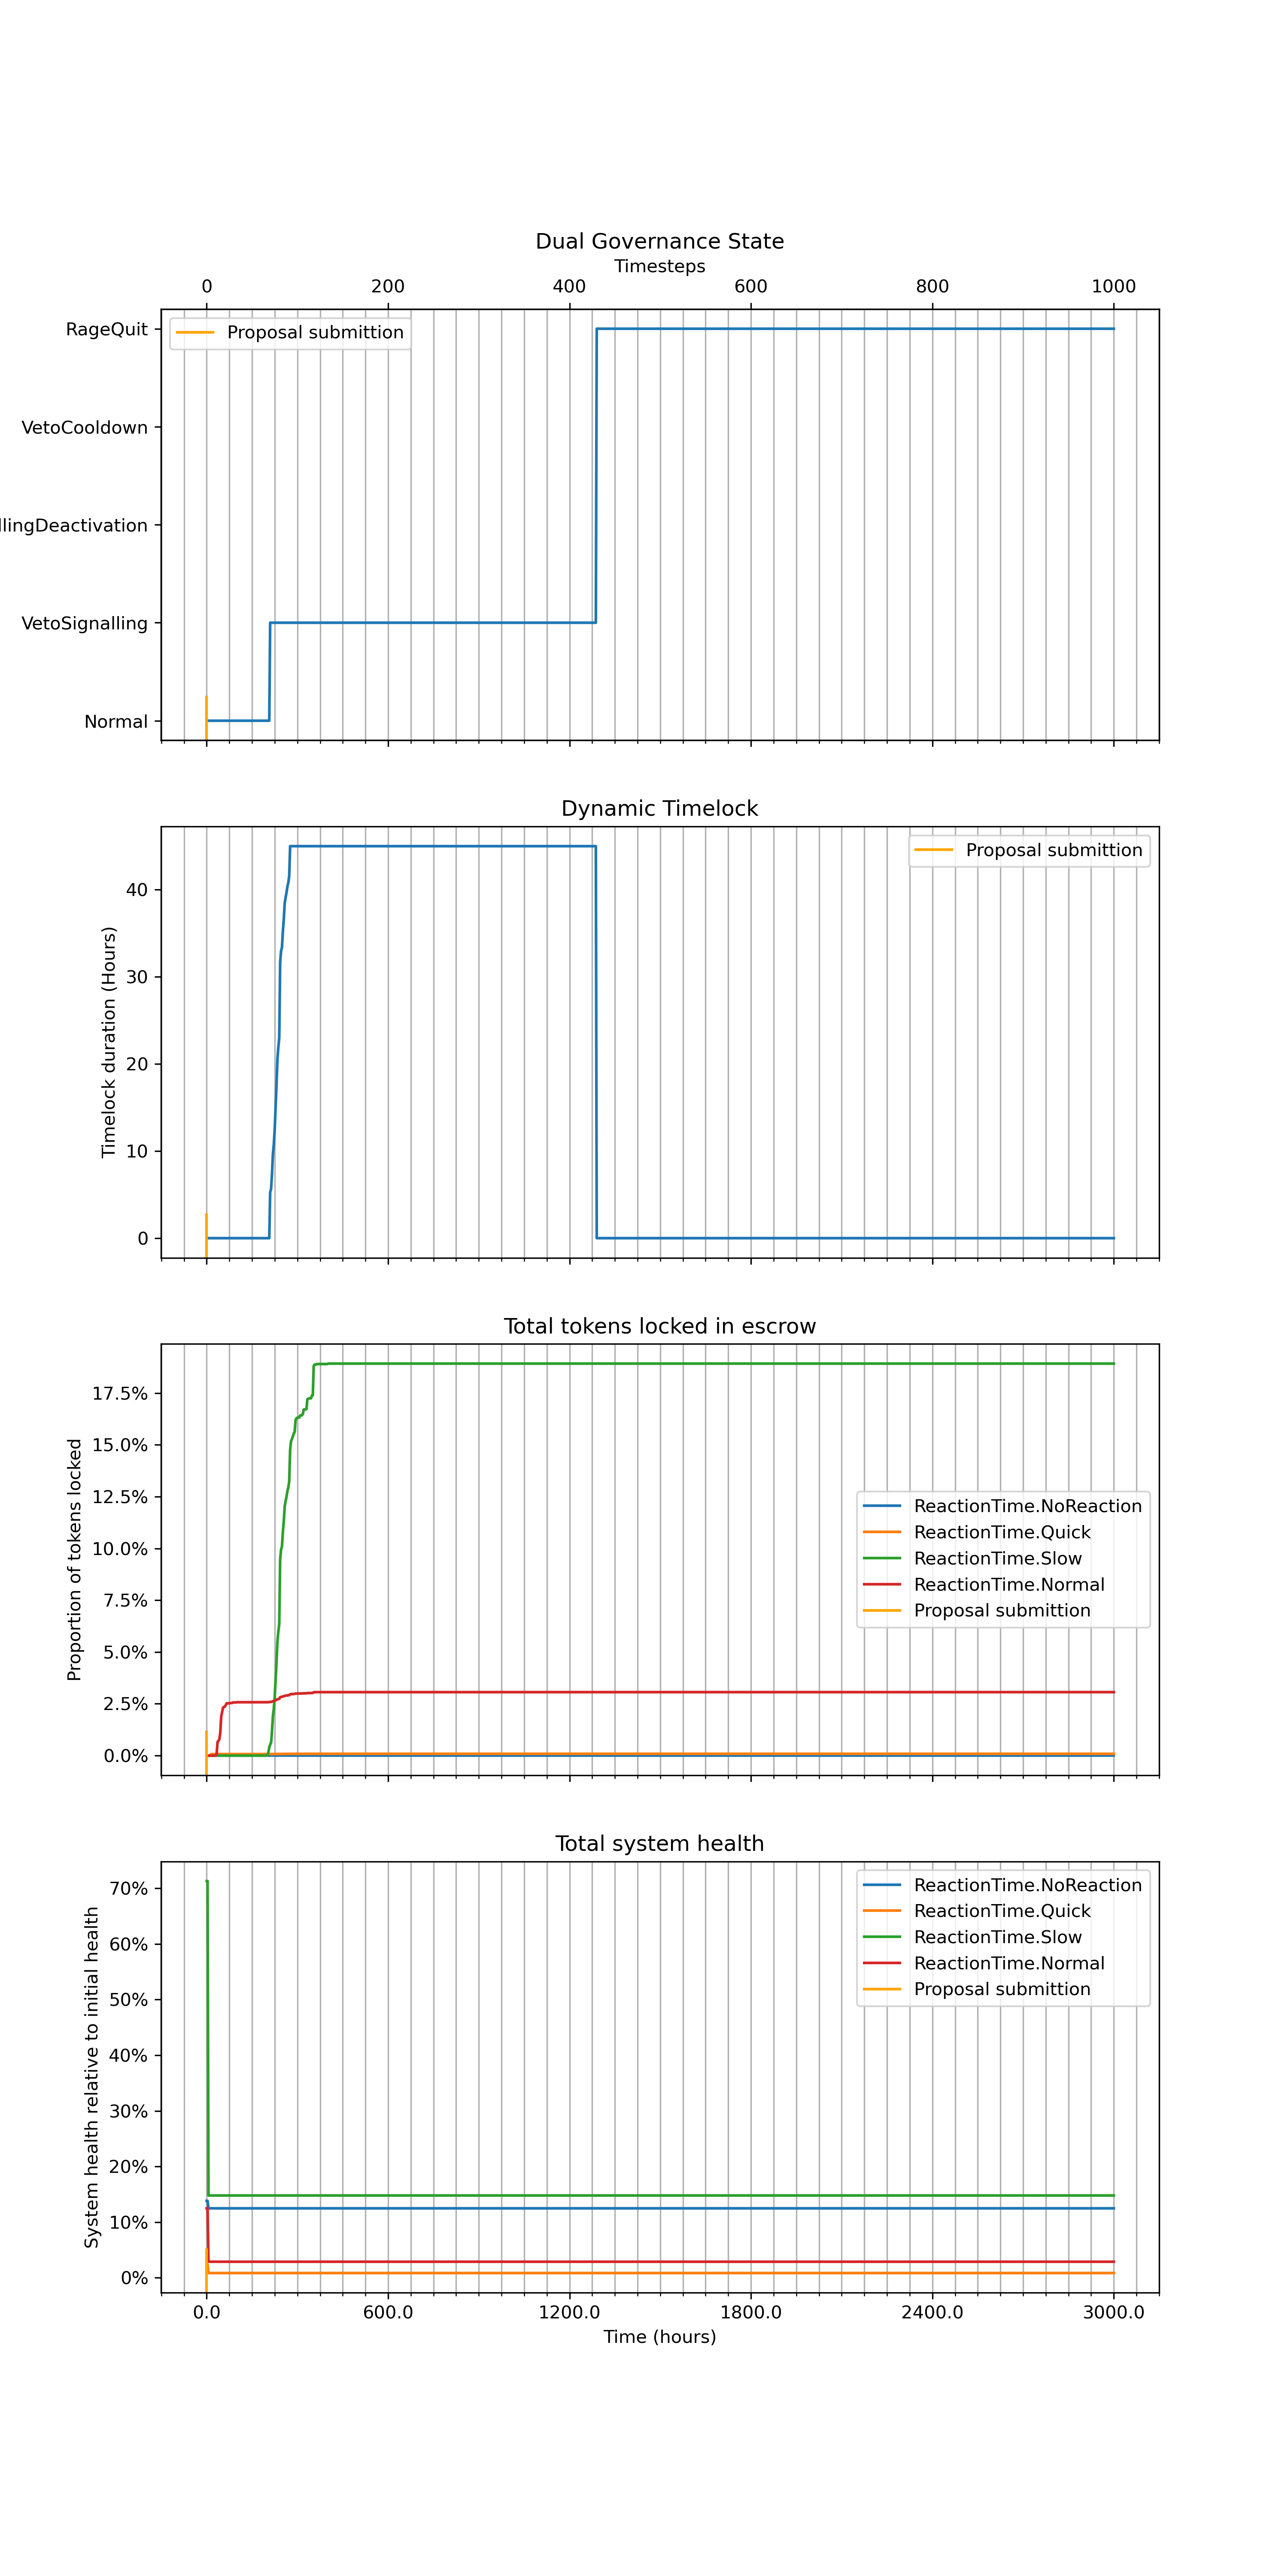 Dual Governance State
Timesteps
0 200 400 600 800 1000
RageQuit
VetoCooldown
llingDeactivation
VetoSignalling
Normal
Proposal submittion
Dynamic Timelock
Timelock duration (Hours)
40
30
20
10
0
Proposal submittion
Total tokens locked in escrow
Proportion of tokens locked
17.5%
15.0%
12.5%
10.0%
7.5%
5.0%
2.5%
0.0%
ReactionTime.NoReaction
ReactionTime.Quick
ReactionTime.Slow
ReactionTime.Normal
Proposal submittion
Total system health
System health relative to initial health
70%
60%
50%
40%
30%
20%
10%
0%
ReactionTime.NoReaction
ReactionTime.Quick
ReactionTime.Slow
ReactionTime.Normal
Proposal submittion
0.0 600.0 1200.0 1800.0 2400.0 3000.0
Time (hours)